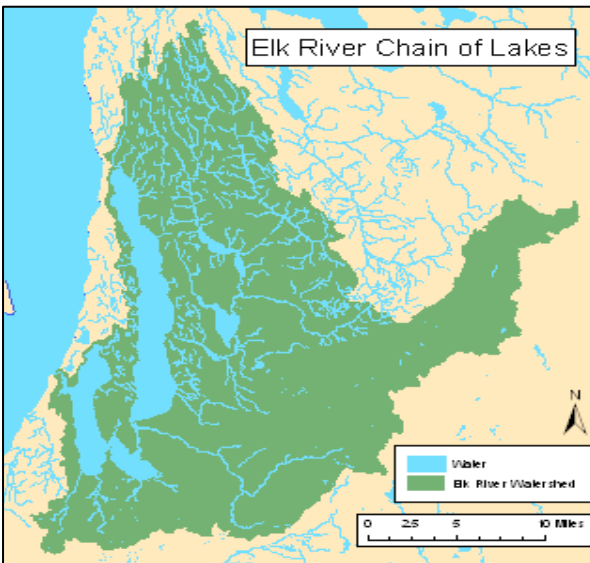 Elk River Chain of Lakes
N
Water
Elk River Watershed
0 2.5 5 10 Miles